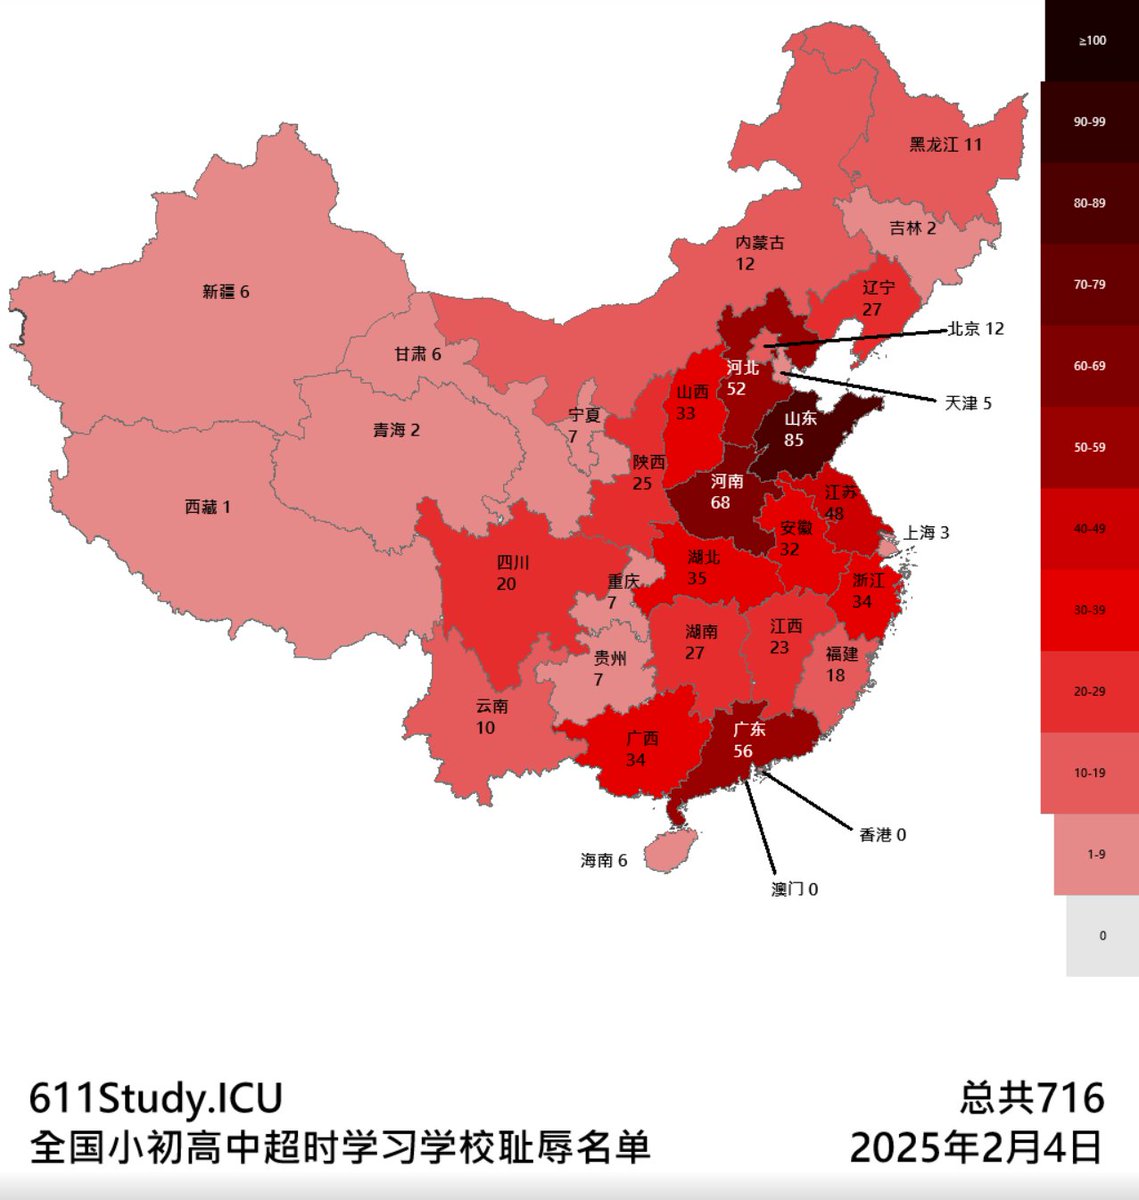 ≥100
90-99
80-89
70-79
60-69
50-59
40-49
30-39
20-29
10-19
1-9
0
黑龙江 11
吉林 2
内蒙古
12
辽宁
27
新疆 6
北京 12
甘肃 6
河北
52
天津 5
山西
33
宁夏
7
山东
85
青海 2
陕西
25
河南
68
江苏
48
西藏 1
安徽
32
上海 3
四川
20
湖北
35
重庆
7
浙江
34
湖南
27
江西
23
福建
18
贵州
7
云南
10
广西
34
广东
56
香港 0
海南 6
澳门 0
611Study.ICU
全国小初高中超时学习学校耻辱名单
总共716
2025年2月4日